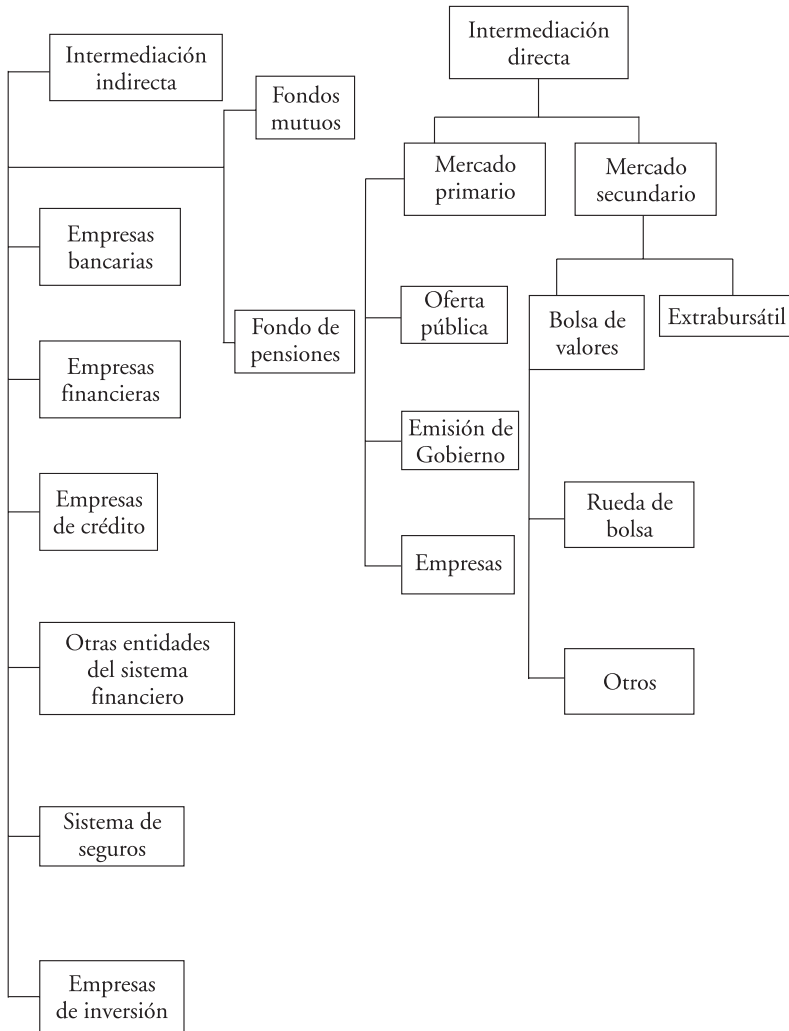 Intermediación
indirecta
Fondos
mutuos
Empresas
bancarias
Fondo de
pensiones
Empresas
financieras
Empresas
de crédito
Otras entidades
del sistema
financiero
Sistema de
seguros
Empresas
de inversión
Intermediación
directa
Mercado
primario
Mercado
secundario
Oferta
pública
Emisión de
Gobierno
Empresas
Bolsa de
valores
Extrabursátil
Rueda de
bolsa
Otros